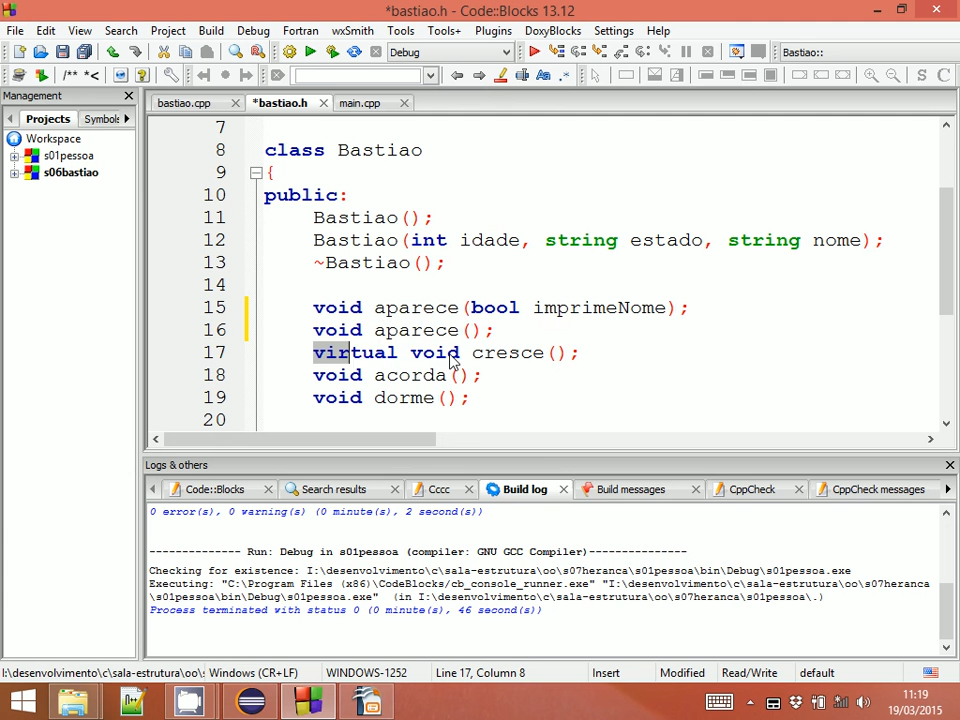 *bastiao.h - Code::Blocks 13.12
File Edit View Search Project Build Debug Fortran wxSmith Tools Tools+ Plugins DoxyBlocks Settings Help
Debug Bastiao::
/** *< Aa .* S C
Management
Projects Symbols
Workspace
s01pessoa
s06bastiao
bastiao.cpp *bastiao.h main.cpp
7
8 class Bastiao
9 {
10 public:
11 Bastiao();
12 Bastiao(int idade, string estado, string nome);
13 ~Bastiao();
14
15 void aparece(bool imprimeNome);
16 void aparece();
17 virtual void cresce();
18 void acorda();
19 void dorme();
20
Logs & others
Code::Blocks Search results Cccc Build log Build messages CppCheck CppCheck messages
0 error(s), 0 warning(s) (0 minute(s), 2 second(s))
-------------- Run: Debug in s01pessoa (compiler: GNU GCC Compiler)---------------
Checking for existence: I:\desenvolvimento\c\sala-estrutura\oo\s07heranca\s01pessoa\bin\Debug\s01pessoa.exe
Executing: "C:\Program Files (x86)\CodeBlocks/cb_console_runner.exe" "I:\desenvolvimento\c\sala-estrutura\oo\s07heranca
\s01pessoa\bin\Debug\s01pessoa.exe"  (in I:\desenvolvimento\c\sala-estrutura\oo\s07heranca\s01pessoa\.)
Process terminated with status 0 (0 minute(s), 46 second(s))
I:\desenvolvimento\c\sala-estrutura\oo\s Windows (CR+LF) WINDOWS-1252 Line 17, Column 8 Insert Modified Read/Write default
11:19
19/03/2015